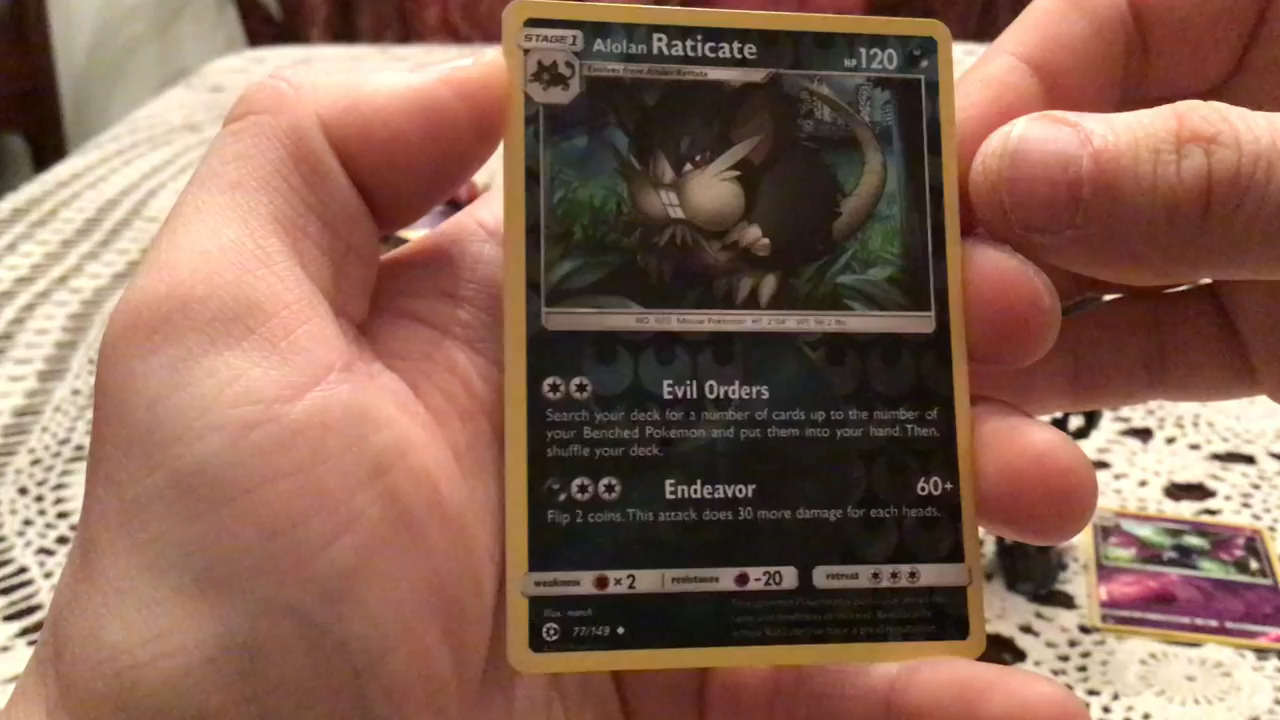 STAGE 1
Alolan Raticate
HP 120
Evolves from Alolan Rattata
Mouse Pokémon
Evil Orders
Search your deck for a number of cards up to the number of
your Benched Pokémon and put them into your hand. Then,
shuffle your deck.
Endeavor 60+
Flip 2 coins. This attack does 30 more damage for each heads.
weakness ×2 resistance -20 retreat
Illus.
77/149